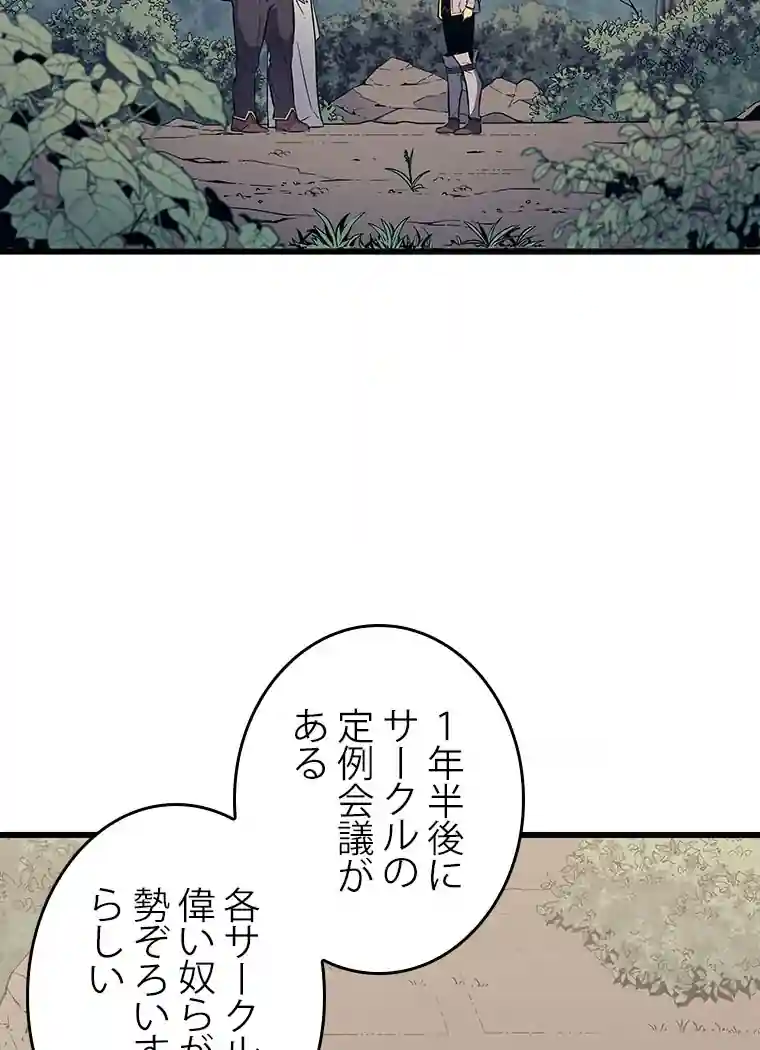 1年半後に
サークルの
定例会議が
ある
各サークル
偉い奴らが
勢ぞろいす
らしい